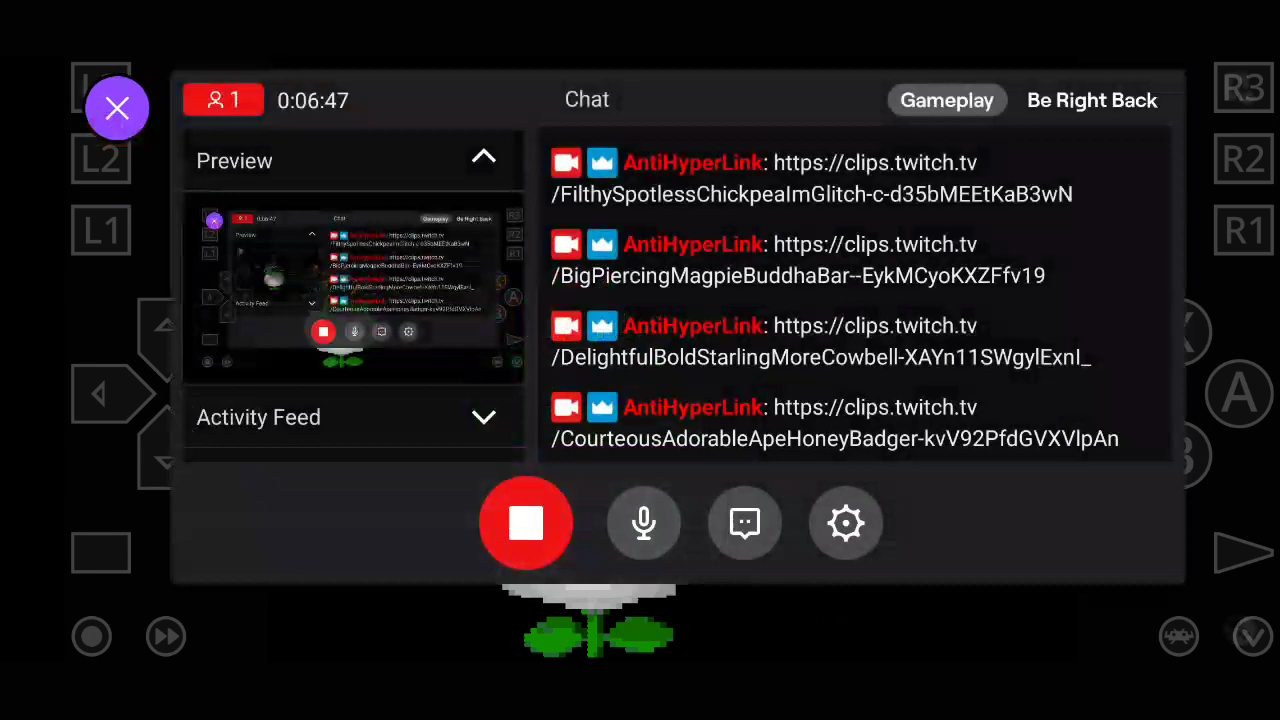 L2
L1
R3
R2
R1
X
A
B
1
0:06:47
Chat
Gameplay
Be Right Back
Preview
Activity Feed
AntiHyperLink: https://clips.twitch.tv
/FilthySpotlessChickpeaImGlitch-c-d35bMEEtKaB3wN
AntiHyperLink: https://clips.twitch.tv
/BigPiercingMagpieBuddhaBar--EykMCyoKXZFfv19
AntiHyperLink: https://clips.twitch.tv
/DelightfulBoldStarlingMoreCowbell-XAYn11SWgylExnI_
AntiHyperLink: https://clips.twitch.tv
/CourteousAdorableApeHoneyBadger-kvV92PfdGVXVlpAn